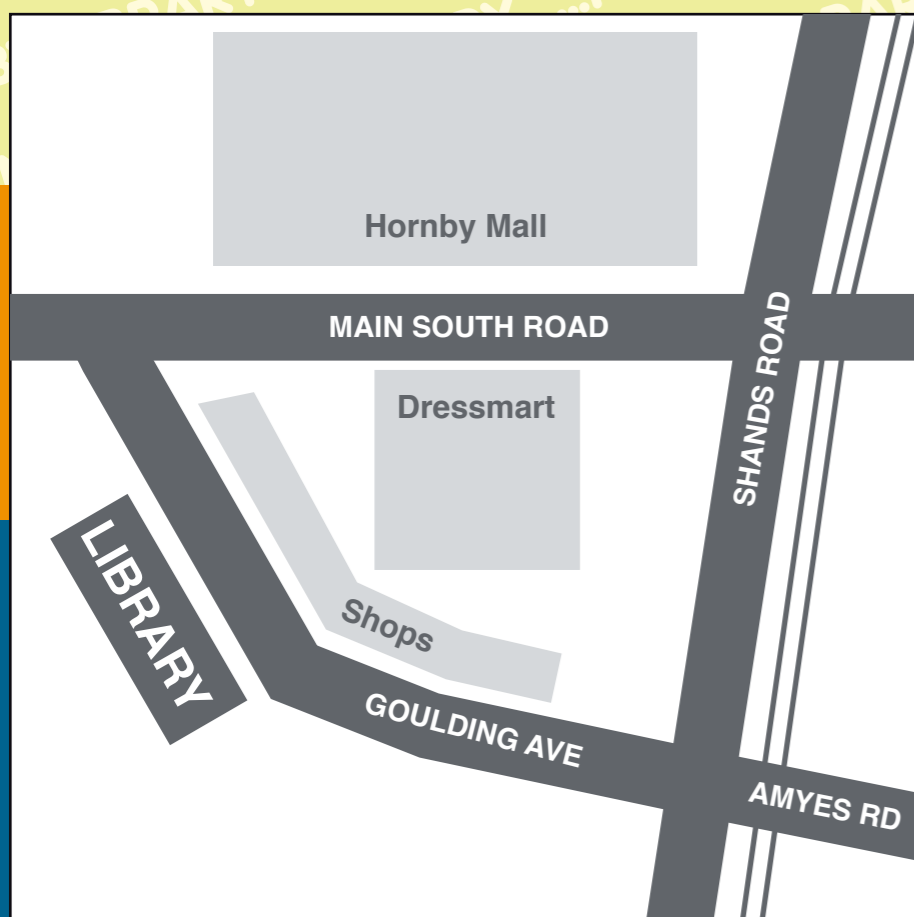 Hornby Mall
MAIN SOUTH ROAD
SHANDS ROAD
Dressmart
LIBRARY
Shops
GOULDING AVE
AMYES RD